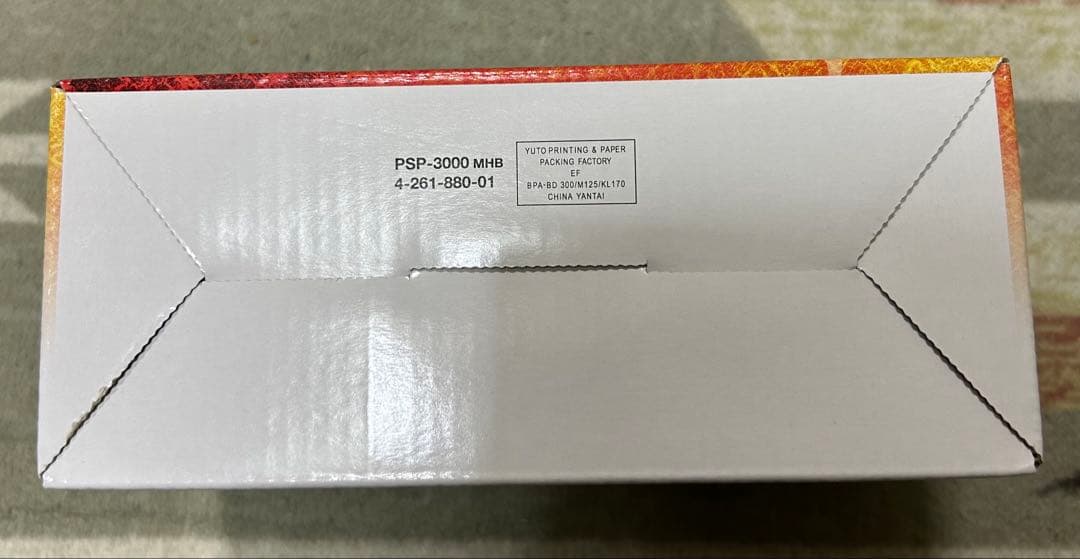 PSP-3000 MHB
4-261-880-01
YUTO PRINTING & PAPER
PACKING FACTORY
EF
BPA-BD 300/M125/KL170
CHINA YANTAI